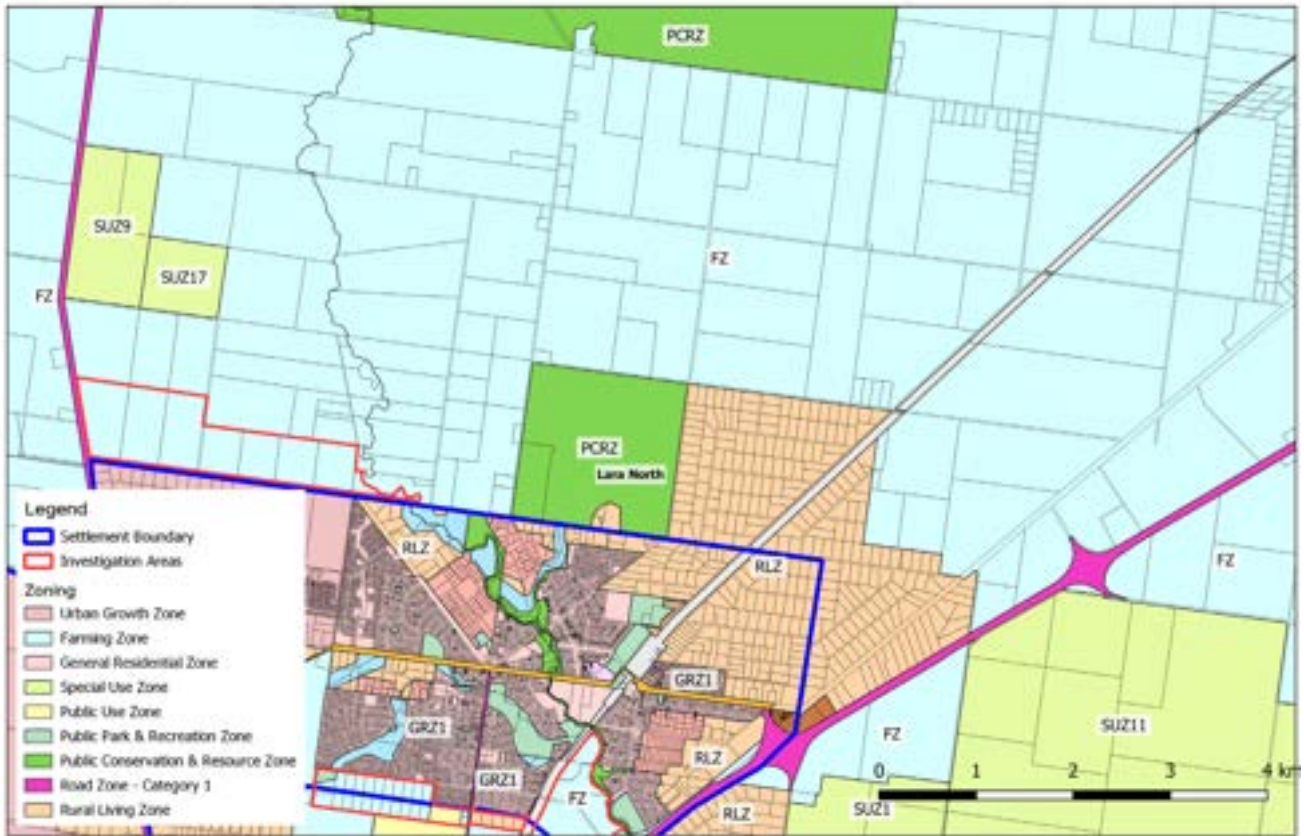 PCRZ
SUZ9
SUZ17
FZ
FZ
PCRZ
Lara North
Legend
Settlement Boundary
Investigation Areas
Zoning
Urban Growth Zone
Farming Zone
General Residential Zone
Special Use Zone
Public Use Zone
Public Park & Recreation Zone
Public Conservation & Resource Zone
Road Zone - Category 1
Rural Living Zone
RLZ
RLZ
FZ
GRZ1
GRZ1
RLZ
FZ
SUZ11
GRZ1
FZ
RLZ
SUZ1
0 1 2 3 4 km